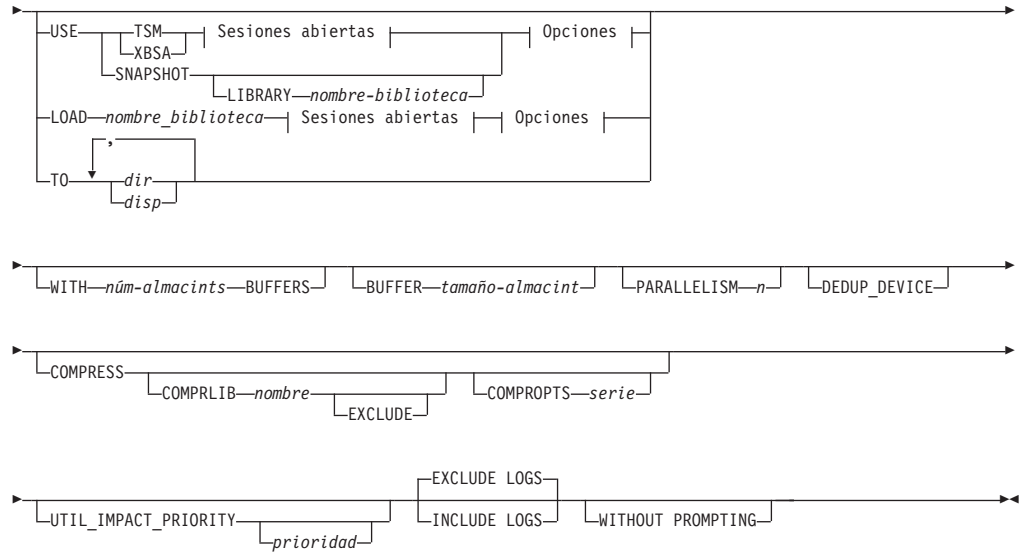 USE TSM Sesiones abiertas Opciones
XBSA
SNAPSHOT
LIBRARY nombre-biblioteca
LOAD nombre_biblioteca Sesiones abiertas Opciones
,
TO dir
disp
WITH núm-almacints BUFFERS BUFFER tamaño-almacint PARALLELISM n DEDUP_DEVICE
COMPRESS
COMPRLIB nombre COMPROPTS serie
EXCLUDE
EXCLUDE LOGS
UTIL_IMPACT_PRIORITY INCLUDE LOGS WITHOUT PROMPTING
prioridad